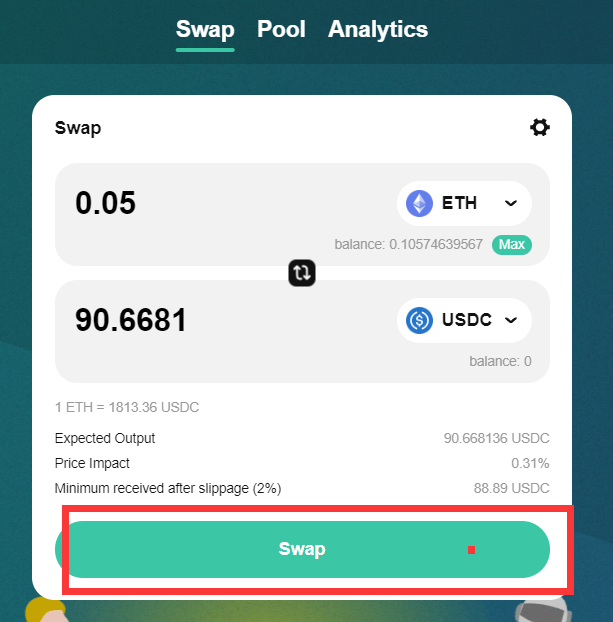 Swap Pool Analytics
Swap
0.05 ETH
balance: 0.10574639567 Max
90.6681 USDC
balance: 0
1 ETH = 1813.36 USDC
Expected Output 90.668136 USDC
Price Impact 0.31%
Minimum received after slippage (2%) 88.89 USDC
Swap